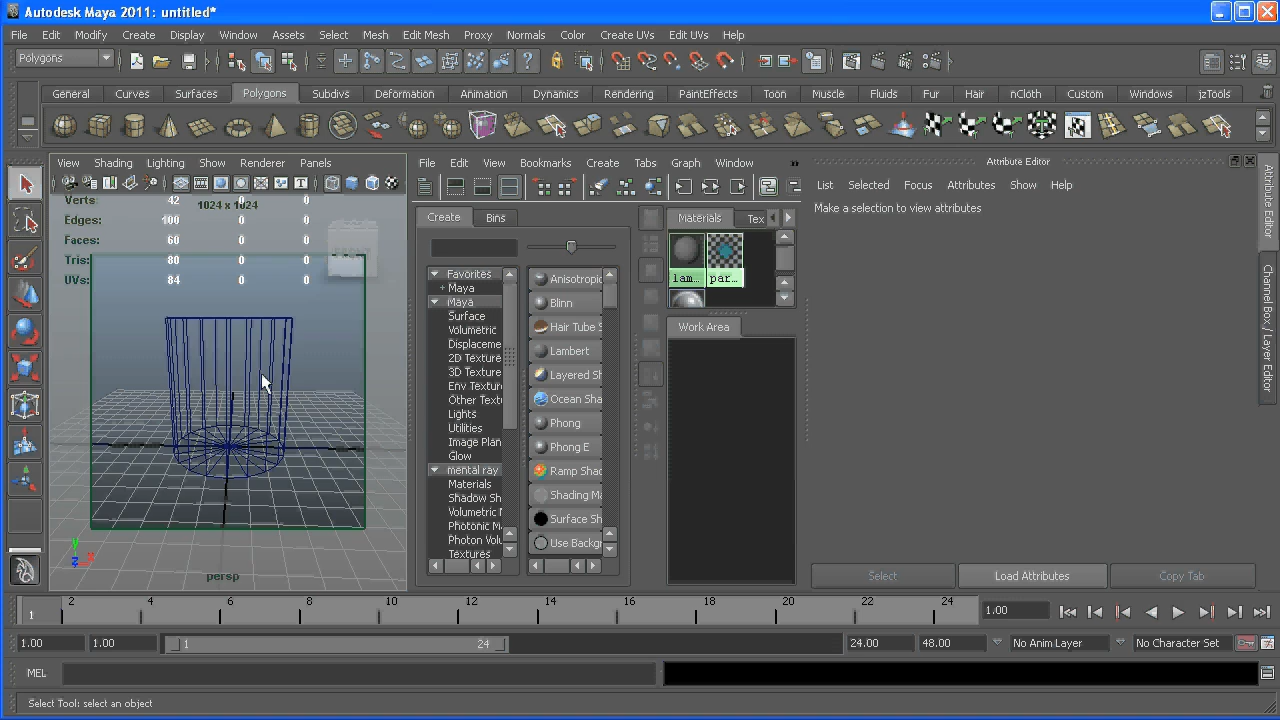 Autodesk Maya 2011: untitled*
File Edit Modify Create Display Window Assets Select Mesh Edit Mesh Proxy Normals Color Create UVs Edit UVs Help
Polygons
General Curves Surfaces Polygons Subdivs Deformation Animation Dynamics Rendering PaintEffects Toon Muscle Fluids Fur Hair nCloth Custom Windows jzTools
View Shading Lighting Show Renderer Panels
File Edit View Bookmarks Create Tabs Graph Window »
Attribute Editor
List Selected Focus Attributes Show Help
Make a selection to view attributes
Verts: 42 0 0
1024 x 1024
Edges: 100 0 0
Faces: 60 0 0
Tris: 80 0 0
UVs: 84 0 0
FRONT
Create Bins
Materials Tex
lam... par...
Work Area
Favorites
+ Maya
Maya
Surface
Volumetric
Displaceme
2D Texture
3D Texture
Env Textur
Other Textu
Lights
Utilities
Image Plan
Glow
mental ray
Materials
Shadow Sh
Volumetric M
Photonic M
Photon Volu
Textures
Anisotropic
Blinn
Hair Tube S
Lambert
Layered Sh
Ocean Sha
Phong
Phong E
Ramp Shad
Shading Ma
Surface Sh
Use Backgr
Attribute Editor
Channel Box / Layer Editor
y
z x
persp
Select Load Attributes Copy Tab
1 2 4 6 8 10 12 14 16 18 20 22 24 1.00
1.00 1.00 1 24 24.00 48.00 No Anim Layer No Character Set
MEL
Select Tool: select an object